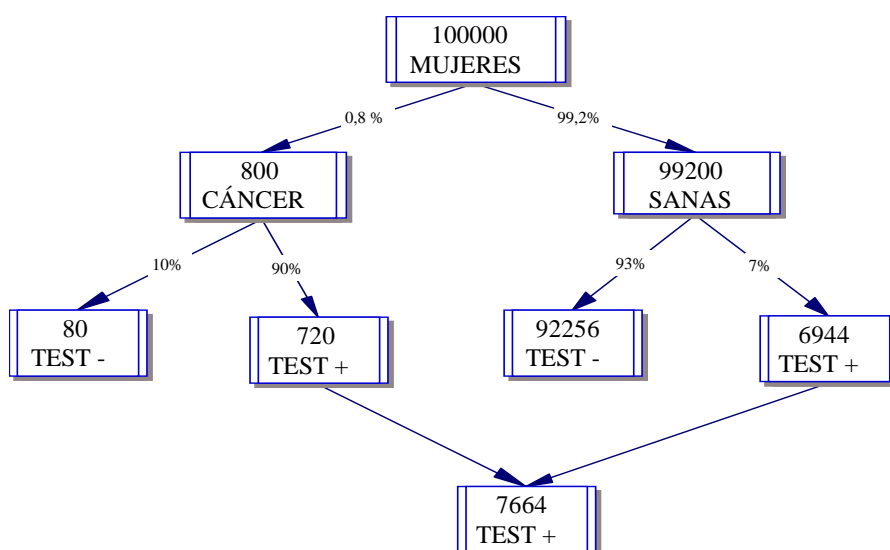 100000
MUJERES
0,8 %
99,2%
800
CÁNCER
99200
SANAS
10%
90%
93%
7%
80
TEST -
720
TEST +
92256
TEST -
6944
TEST +
7664
TEST +